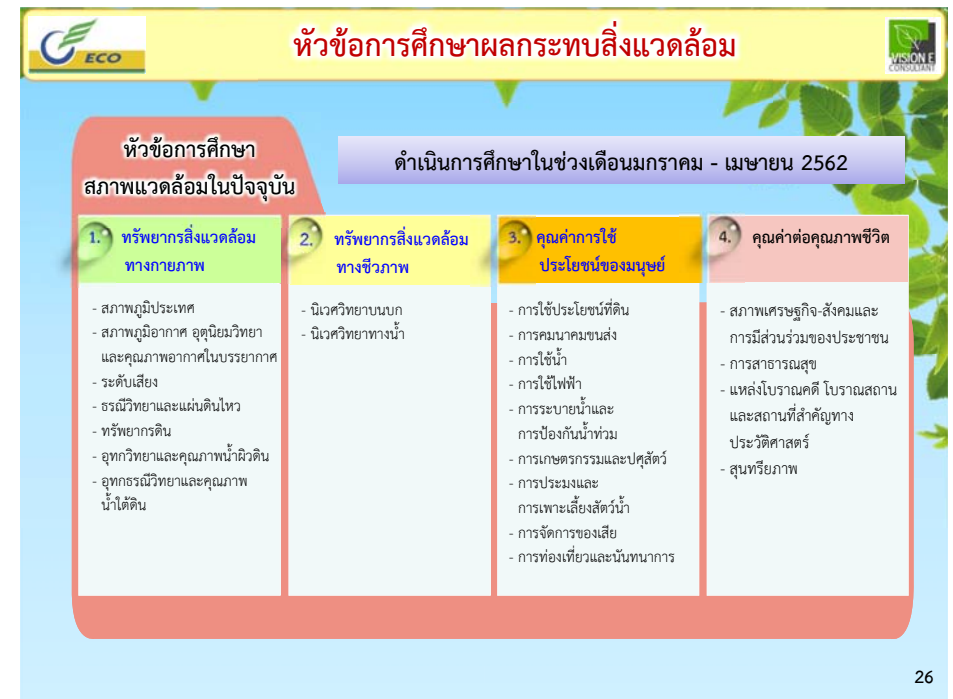 ECO
หัวข้อการศึกษาผลกระทบสิ่งแวดล้อม
VISION E
CONSULTANT
หัวข้อการศึกษา
สภาพแวดล้อมในปัจจุบัน
ดำเนินการศึกษาในช่วงเดือนมกราคม - เมษายน 2562
1. ทรัพยากรสิ่งแวดล้อม
ทางกายภาพ
- สภาพภูมิประเทศ
- สภาพภูมิอากาศ อุตุนิยมวิทยา
และคุณภาพอากาศในบรรยากาศ
- ระดับเสียง
- ธรณีวิทยาและแผ่นดินไหว
- ทรัพยากรดิน
- อุทกวิทยาและคุณภาพน้ำผิวดิน
- อุทกธรณีวิทยาและคุณภาพ
น้ำใต้ดิน
2. ทรัพยากรสิ่งแวดล้อม
ทางชีวภาพ
- นิเวศวิทยาบนบก
- นิเวศวิทยาทางน้ำ
3. คุณค่าการใช้
ประโยชน์ของมนุษย์
- การใช้ประโยชน์ที่ดิน
- การคมนาคมขนส่ง
- การใช้น้ำ
- การใช้ไฟฟ้า
- การระบายน้ำและ
การป้องกันน้ำท่วม
- การเกษตรกรรมและปศุสัตว์
- การประมงและ
การเพาะเลี้ยงสัตว์น้ำ
- การจัดการของเสีย
- การท่องเที่ยวและนันทนาการ
4. คุณค่าต่อคุณภาพชีวิต
- สภาพเศรษฐกิจ-สังคมและ
การมีส่วนร่วมของประชาชน
- การสาธารณสุข
- แหล่งโบราณคดี โบราณสถาน
และสถานที่สำคัญทาง
ประวัติศาสตร์
- สุนทรียภาพ
26